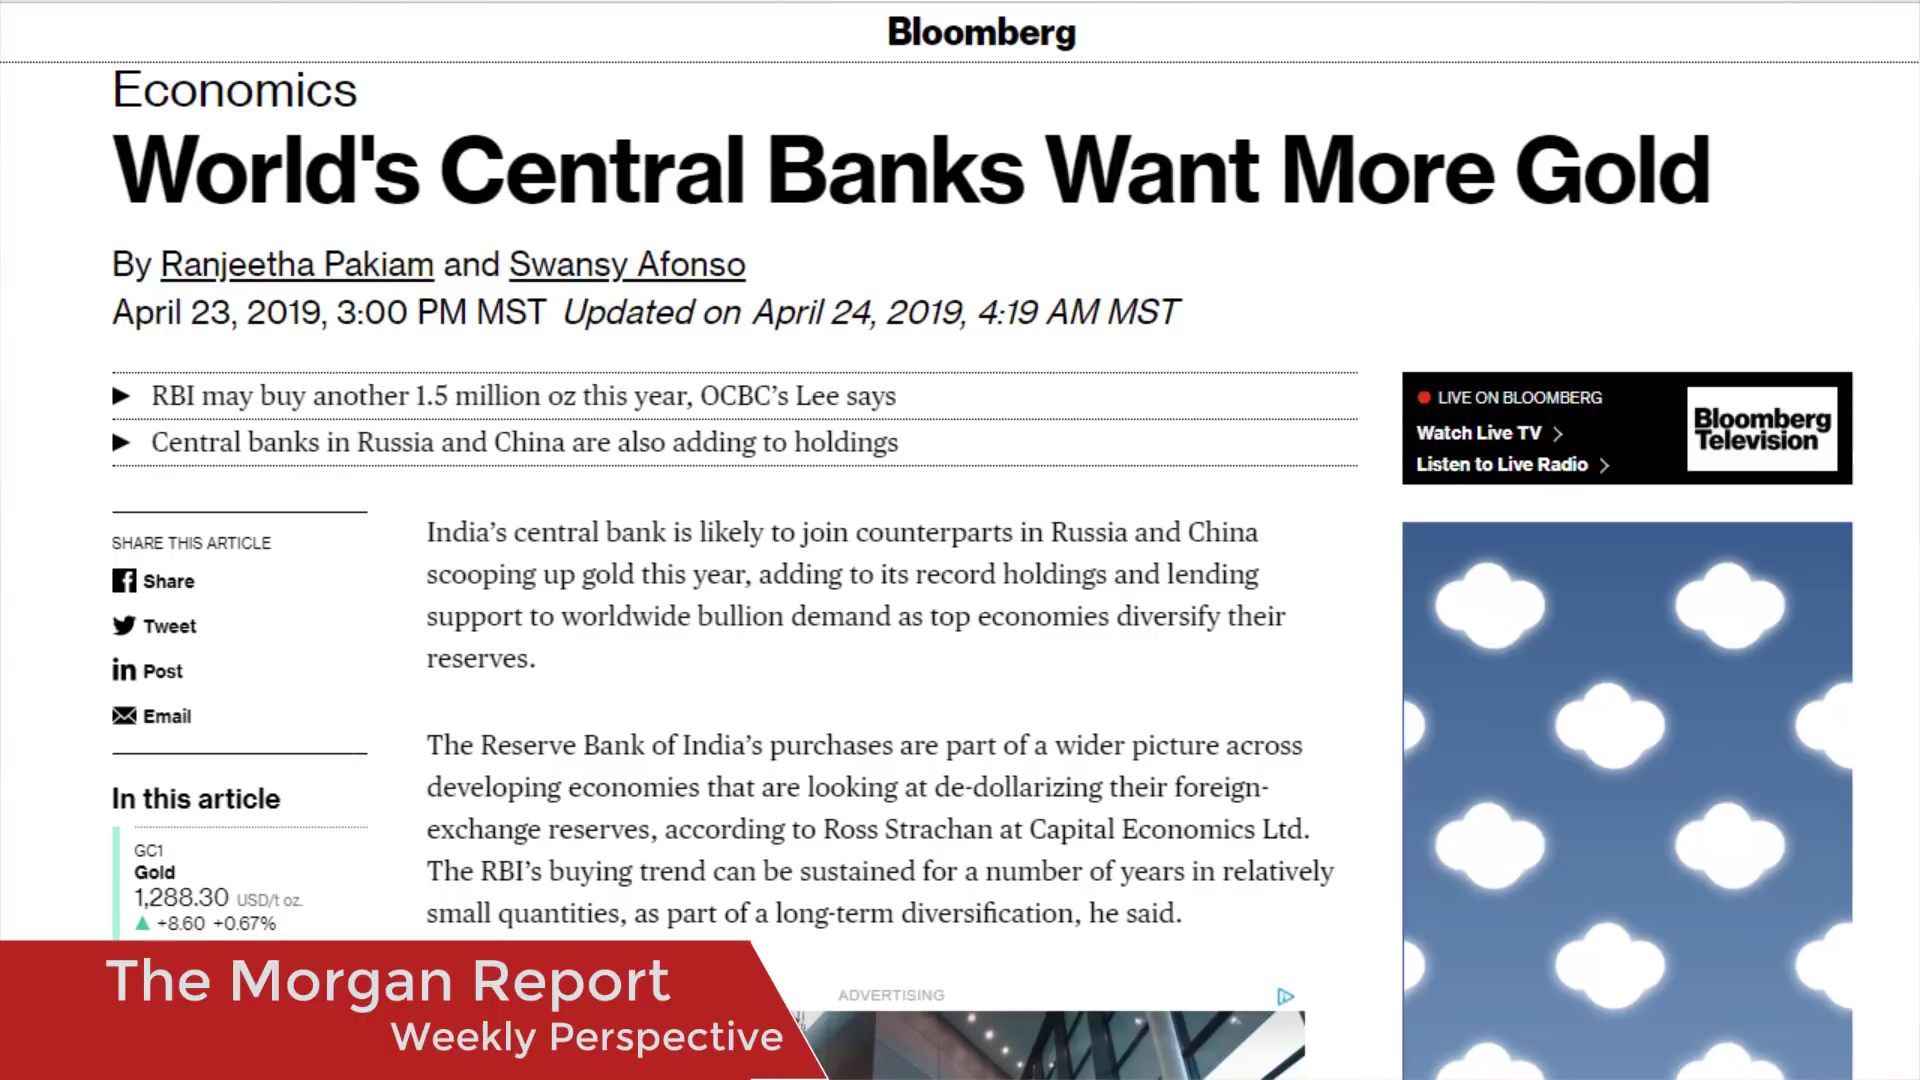 Bloomberg
Economics
World's Central Banks Want More Gold
By Ranjeetha Pakiam and Swansy Afonso
April 23, 2019, 3:00 PM MST Updated on April 24, 2019, 4:19 AM MST
► RBI may buy another 1.5 million oz this year, OCBC’s Lee says
► Central banks in Russia and China are also adding to holdings
LIVE ON BLOOMBERG
Watch Live TV >
Listen to Live Radio >
Bloomberg
Television
SHARE THIS ARTICLE
Share
Tweet
in Post
Email
In this article
GC1
Gold
1,288.30 USD/t oz.
▲ +8.60 +0.67%
India’s central bank is likely to join counterparts in Russia and China
scooping up gold this year, adding to its record holdings and lending
support to worldwide bullion demand as top economies diversify their
reserves.
The Reserve Bank of India’s purchases are part of a wider picture across
developing economies that are looking at de-dollarizing their foreign-
exchange reserves, according to Ross Strachan at Capital Economics Ltd.
The RBI’s buying trend can be sustained for a number of years in relatively
small quantities, as part of a long-term diversification, he said.
ADVERTISING
The Morgan Report
Weekly Perspective